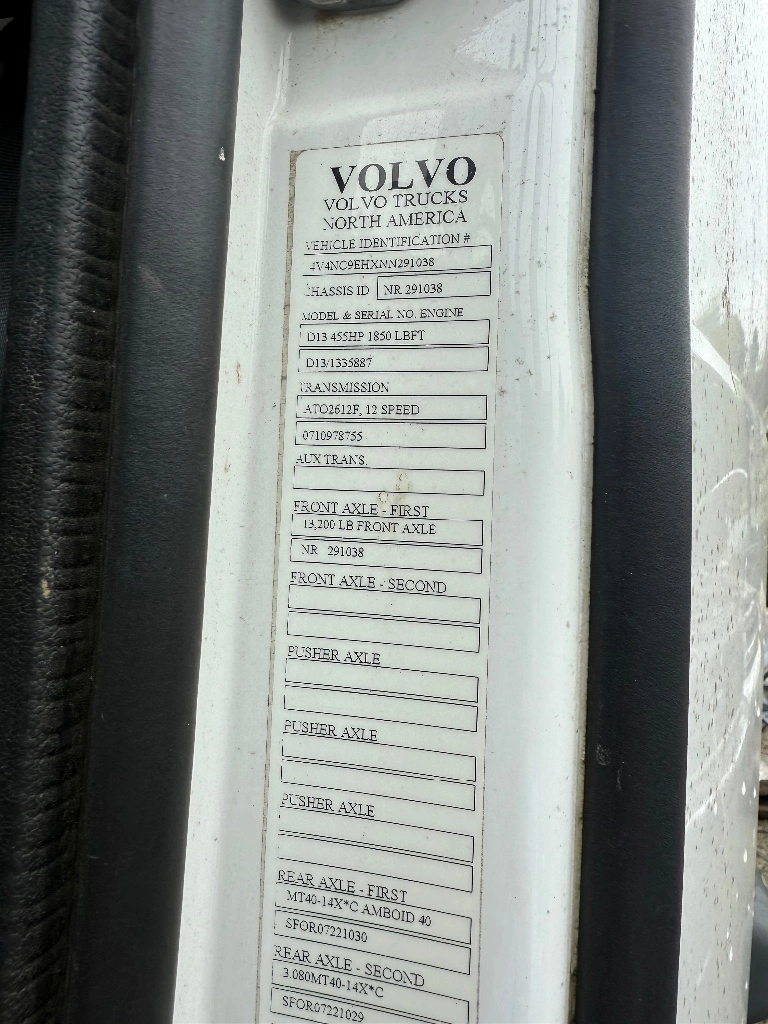 VOLVO
VOLVO TRUCKS
NORTH AMERICA
VEHICLE IDENTIFICATION #
4V4NC9EHXNN291038
CHASSIS ID NR 291038
MODEL & SERIAL NO. ENGINE
D13 455HP 1850 LBFT
D13/1335887
TRANSMISSION
ATO2612F, 12 SPEED
0710978755
AUX TRANS.
FRONT AXLE - FIRST
13,200 LB FRONT AXLE
NR 291038
FRONT AXLE - SECOND
PUSHER AXLE
PUSHER AXLE
PUSHER AXLE
REAR AXLE - FIRST
MT40-14X*C AMBOID 40
SFOR07221030
REAR AXLE - SECOND
3.080MT40-14X*C
SFOR07221029